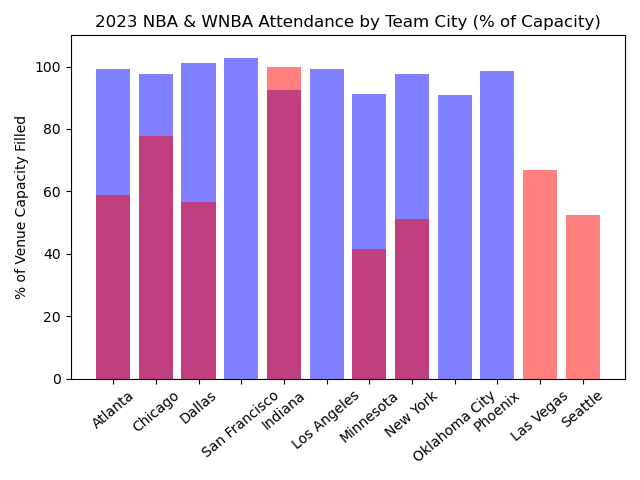 2023 NBA & WNBA Attendance by Team City (% of Capacity)
% of Venue Capacity Filled
100
80
60
40
20
0
Atlanta
Chicago
Dallas
San Francisco
Indiana
Los Angeles
Minnesota
New York
Oklahoma City
Phoenix
Las Vegas
Seattle